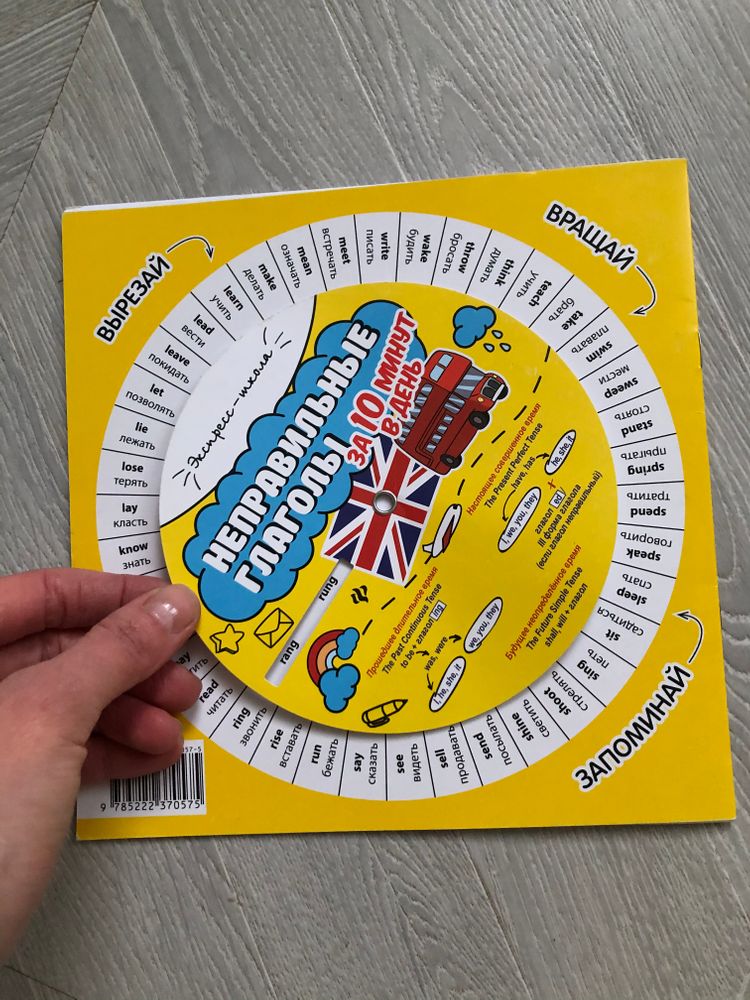 ВЫРЕЗАЙ
ВРАЩАЙ
ЗАПОМИНАЙ
know
знать
lay
класть
lose
терять
lie
лежать
let
позволять
leave
покидать
lead
вести
learn
учить
make
делать
mean
означать
meet
встречать
write
писать
wake
будить
throw
бросать
think
думать
teach
учить
take
брать
swim
плавать
sweep
мести
stand
стоять
spring
прыгать
spend
тратить
speak
говорить
sleep
спать
sit
садиться
sing
петь
shoot
стрелять
shine
светить
send
посылать
sell
продавать
see
видеть
say
сказать
run
бежать
rise
вставать
ring
звонить
read
читать
Экспресс-школа
НЕПРАВИЛЬНЫЕ
ГЛАГОЛЫ
ЗА 10 МИНУТ
В ДЕНЬ
rung
rang
Настоящее совершенное время
The Present Perfect Tense
have, has
I, we, you, they
he, she, it
глагол ed
III форма глагола
(если глагол неправильный)
Прошедшее длительное время
The Past Continuous Tense
to be + глагол ing
was, were
I, he, she, it
we, you, they
Будущее неопределённое время
The Future Simple Tense
shall, will + глагол
9 785222 370575